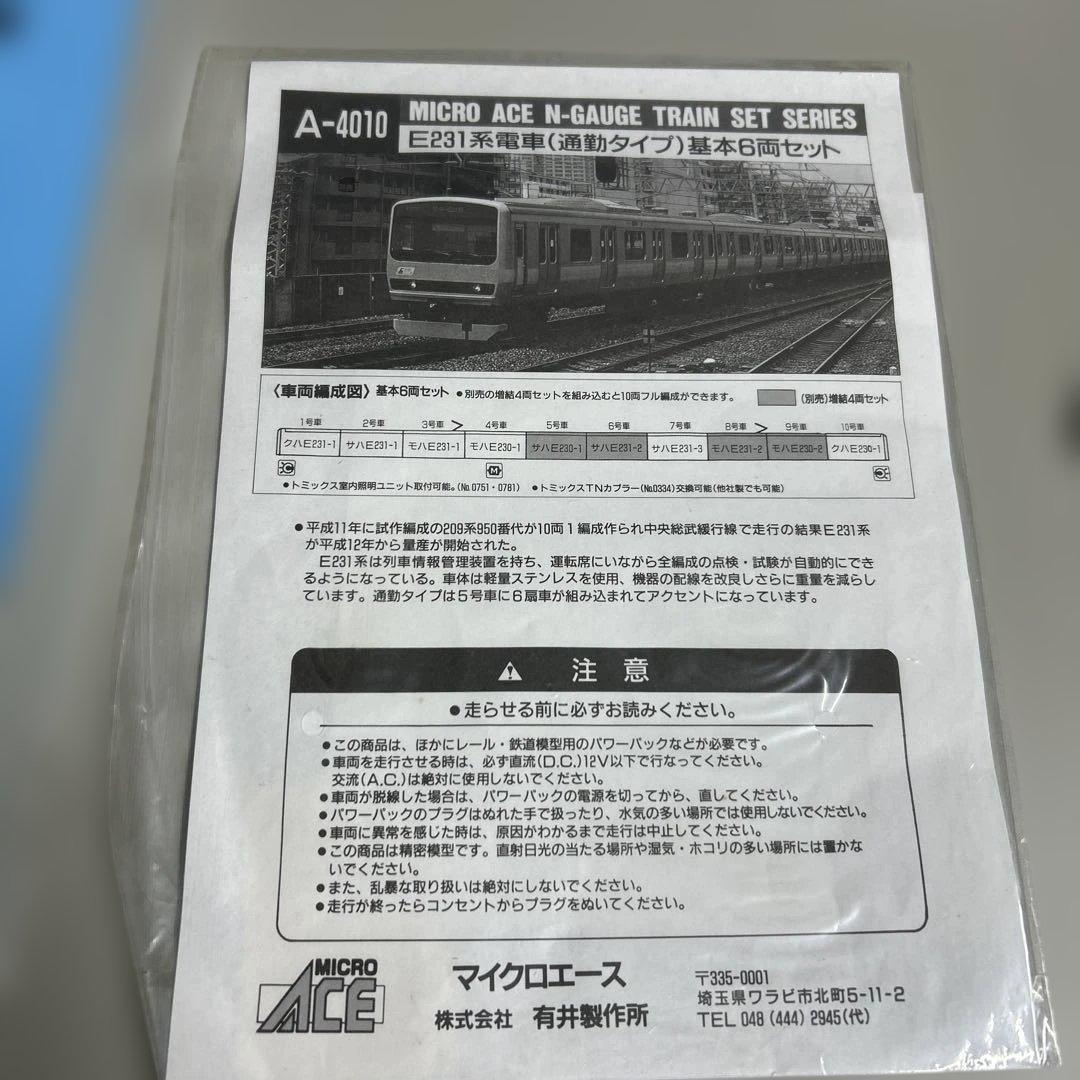 A-4010
MICRO ACE N-GAUGE TRAIN SET SERIES
E231系電車(通勤タイプ)基本6両セット
〈車両編成図〉 基本6両セット ●別売の増結4両セットを組み込むと10両フル編成ができます。 (別売)増結4両セット
1号車 2号車 3号車 > 4号車 5号車 6号車 7号車 8号車 > 9号車 10号車
クハE231-1 サハE231-1 モハE231-1 モハE230-1 サハE230-1 サハE231-2 サハE231-3 モハE231-2 モハE230-2 クハE230-1
C M C
●トミックス室内照明ユニット取付可能。(No.0751・0781) ●トミックスTNカプラー(No.0334)交換可能(他社製でも可能)
●平成11年に試作編成の209系950番代が10両1編成作られ中央総武緩行線で走行の結果E231系
が平成12年から量産が開始された。
E231系は列車情報管理装置を持ち、運転席にいながら全編成の点検・試験が自動的にでき
るようになっている。車体は軽量ステンレスを使用、機器の配線を改良しさらに重量を減らし
ています。通勤タイプは5号車に6扇車が組み込まれてアクセントになっています。
注意
●走らせる前に必ずお読みください。
●この商品は、ほかにレール・鉄道模型用のパワーパックなどが必要です。
●車両を走行させる時は、必ず直流(D.C.)12V以下で行なってください。
交流(A.C.)は絶対に使用しないでください。
●車両が脱線した場合は、パワーパックの電源を切ってから、直してください。
●パワーパックのプラグはぬれた手で扱ったり、水気の多い場所では使用しないでください。
●車両に異常を感じた時は、原因がわかるまで走行は中止してください。
●この商品は精密模型です。直射日光の当たる場所や湿気・ホコリの多い場所には置かな
いでください。
●また、乱暴な取り扱いは絶対にしないでください。
●走行が終ったらコンセントからプラグをぬいてください。
MICRO
ACE
マイクロエース
株式会社 有井製作所
〒335-0001
埼玉県ワラビ市北町5-11-2
TEL 048 (444) 2945(代)